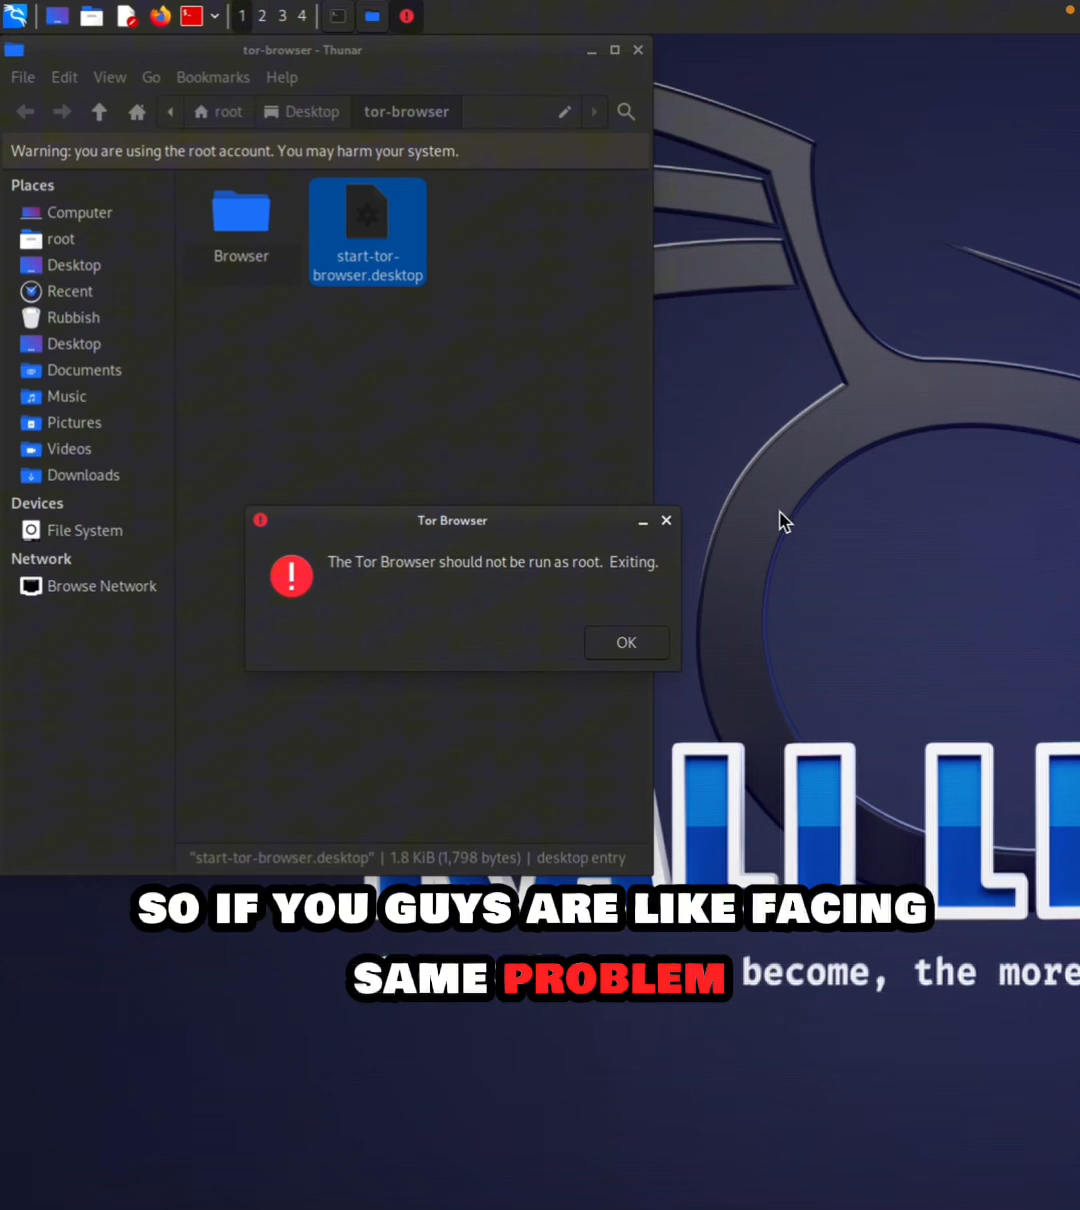 1 2 3 4
tor-browser - Thunar
File Edit View Go Bookmarks Help
root Desktop tor-browser
Warning: you are using the root account. You may harm your system.
Places
Computer
root
Desktop
Recent
Rubbish
Desktop
Documents
Music
Pictures
Videos
Downloads
Devices
File System
Network
Browse Network
Browser
start-tor-
browser.desktop
Tor Browser
The Tor Browser should not be run as root. Exiting.
OK
"start-tor-browser.desktop" | 1.8 KiB (1,798 bytes) | desktop entry
SO IF YOU GUYS ARE LIKE FACING
SAME PROBLEM
become, the more